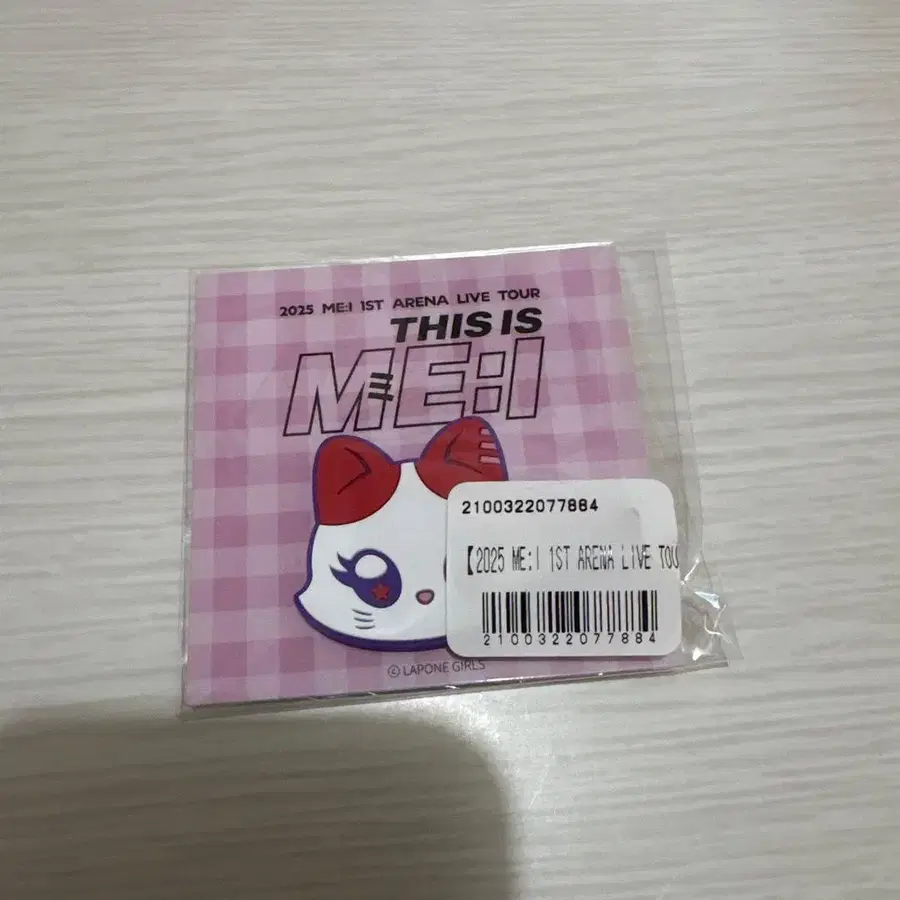 2025 ME:I 1ST ARENA LIVE TOUR
THIS IS
ME:I
2100322077884
【2025 ME:I 1ST ARENA LIVE TOU
2100322077884
© LAPONE GIRLS